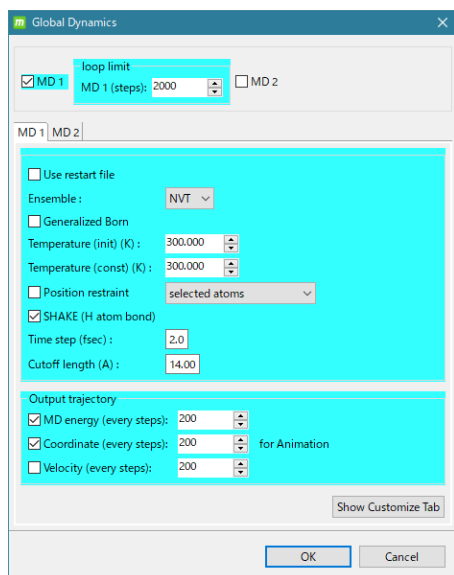 m Global Dynamics
loop limit
MD 1 MD 1 (steps): 2000 MD 2
MD 1 MD 2
Use restart file
Ensemble : NVT
Generalized Born
Temperature (init) (K) : 300.000
Temperature (const) (K) : 300.000
Position restraint selected atoms
SHAKE (H atom bond)
Time step (fsec) : 2.0
Cutoff length (A) : 14.00
Output trajectory
MD energy (every steps): 200
Coordinate (every steps): 200 for Animation
Velocity (every steps): 200
Show Customize Tab
OK Cancel